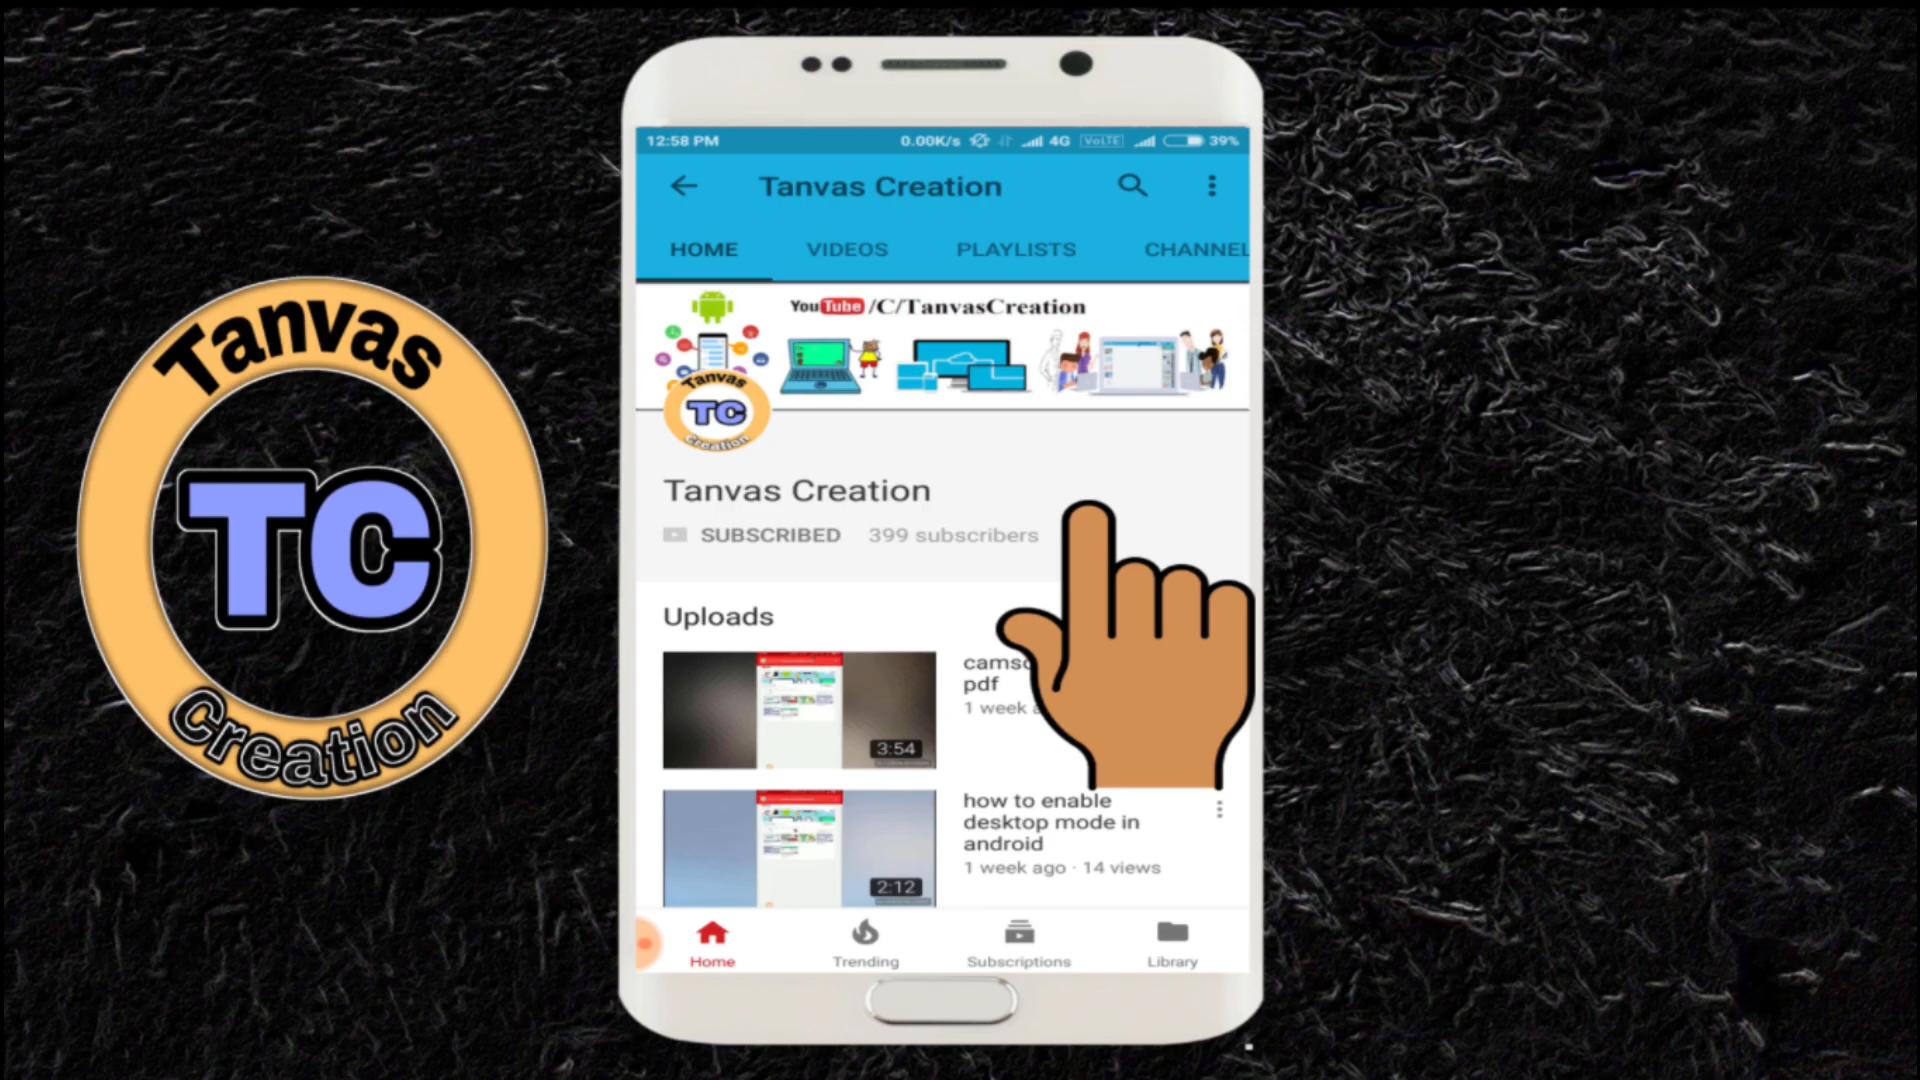 Tanvas
TC
Creation
12:58 PM
0.00K/s 4G VoLTE 39%
Tanvas Creation
HOME VIDEOS PLAYLISTS CHANNEL
YouTube /C/TanvasCreation
Tanvas
TC
Creation
Tanvas Creation
SUBSCRIBED 399 subscribers
Uploads
pdf
1 week
3:54
how to enable
desktop mode in
android
1 week ago · 14 views
2:12
Home Trending Subscriptions Library